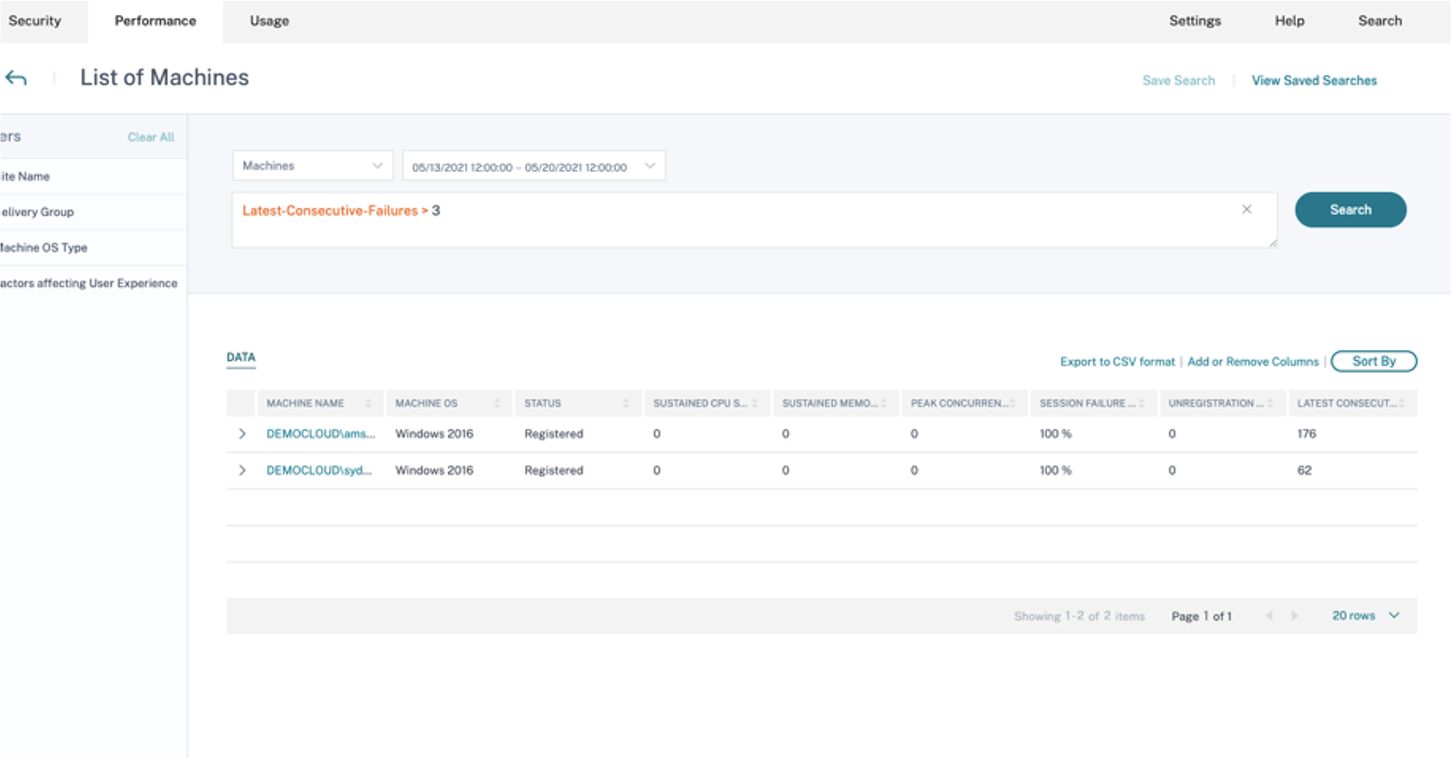 Security Performance Usage Settings Help Search
List of Machines Save Search View Saved Searches
ers Clear All
ite Name
elivery Group
lachine OS Type
actors affecting User Experience
Machines 05/13/2021 12:00:00 – 05/20/2021 12:00:00
Latest-Consecutive-Failures > 3 Search
DATA
Export to CSV format | Add or Remove Columns | Sort By
MACHINE NAME MACHINE OS STATUS SUSTAINED CPU S... SUSTAINED MEMO... PEAK CONCURREN... SESSION FAILURE ... UNREGISTRATION ... LATEST CONSECUT...
DEMOCLOUD\ams... Windows 2016 Registered 0 0 0 100 % 0 176
DEMOCLOUD\syd... Windows 2016 Registered 0 0 0 100 % 0 62
Showing 1-2 of 2 items Page 1 of 1 20 rows